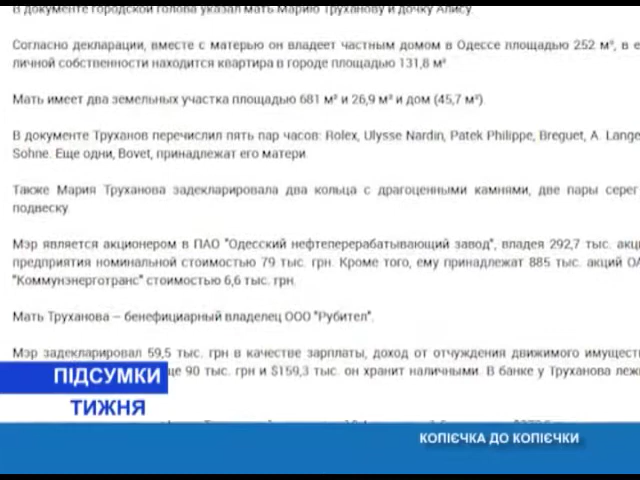 В документе городской голова указал мать Марию Труханову и дочку Алису.
Согласно декларации, вместе с матерью он владеет частным домом в Одессе площадью 252 м², в е
личной собственности находится квартира в городе площадью 131,8 м²
Мать имеет два земельных участка площадью 681 м² и 26,9 м² и дом (45,7 м²).
В документе Труханов перечислил пять пар часов: Rolex, Ulysse Nardin, Patek Philippe, Breguet, A. Lange
Sohne. Еще одни, Bovet, принадлежат его матери.
Также Мария Труханова задекларировала два кольца с драгоценными камнями, две пары серег
подвеску.
Мэр является акционером в ПАО "Одесский нефтеперерабатывающий завод", владея 292,7 тыс. акци
предприятия номинальной стоимостью 79 тыс. грн. Кроме того, ему принадлежат 885 тыс. акций ОА
"Коммунэнерготранс" стоимостью 6,6 тыс. грн.
Мать Труханова – бенефициарный владелец ООО "Рубител".
Мэр задекларировал 59,5 тыс. грн в качестве зарплаты, доход от отчуждения движимого имуществ
ще 90 тыс. грн и $159,3 тыс. он хранит наличными. В банке у Труханова леж
ПІДСУМКИ
ТИЖНЯ
КОПІЄЧКА ДО КОПІЄЧКИ